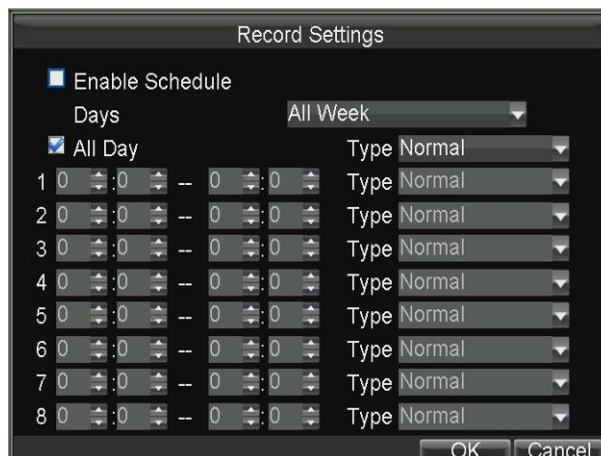 Record Settings
Enable Schedule
Days All Week
All Day Type Normal
1 0 :0 -- 0 :0 Type Normal
2 0 :0 -- 0 :0 Type Normal
3 0 :0 -- 0 :0 Type Normal
4 0 :0 -- 0 :0 Type Normal
5 0 :0 -- 0 :0 Type Normal
6 0 :0 -- 0 :0 Type Normal
7 0 :0 -- 0 :0 Type Normal
8 0 :0 -- 0 :0 Type Normal
OK Cancel